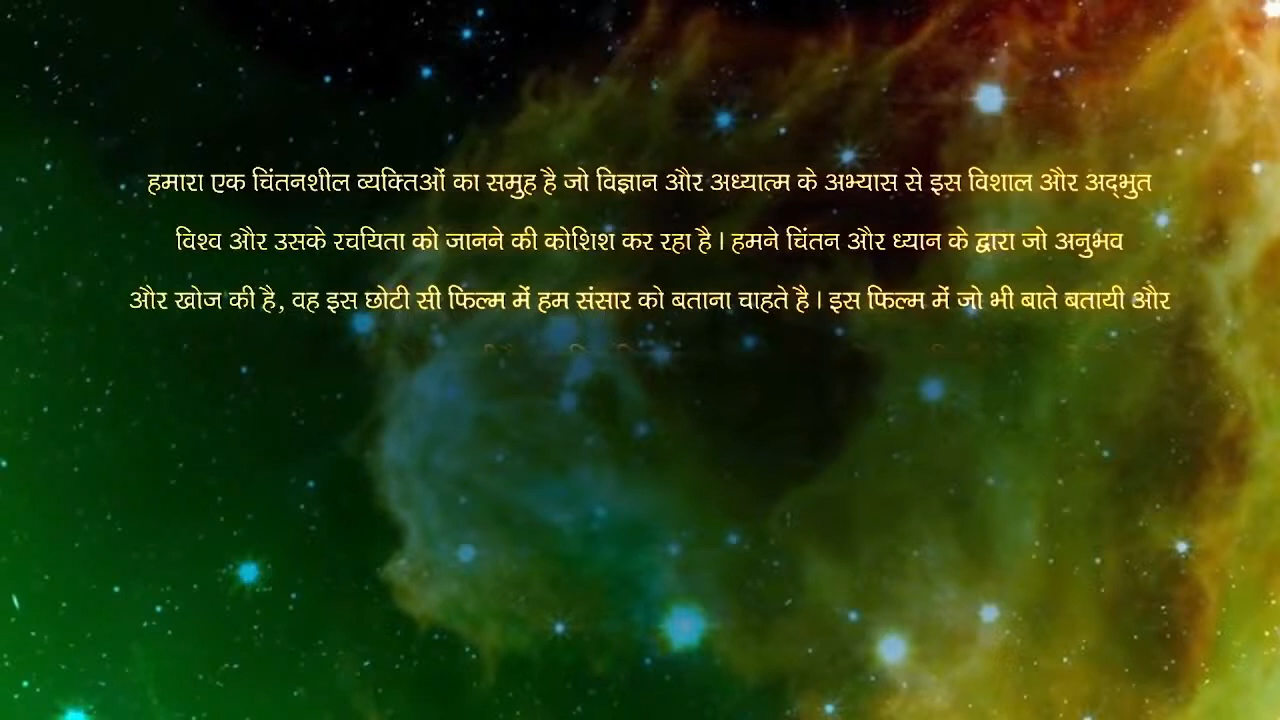 हमारा एक चिंतनशील व्यक्तिओं का समुह है जो विज्ञान और अध्यात्म के अभ्यास से इस विशाल और अद्‌भुत
विश्व और उसके रचयिता को जानने की कोशिश कर रहा है | हमने चिंतन और ध्यान के द्वारा जो अनुभव
और खोज की है, वह इस छोटी सी फिल्म में हम संसार को बताना चाहते है | इस फिल्म में जो भी बाते बतायी और